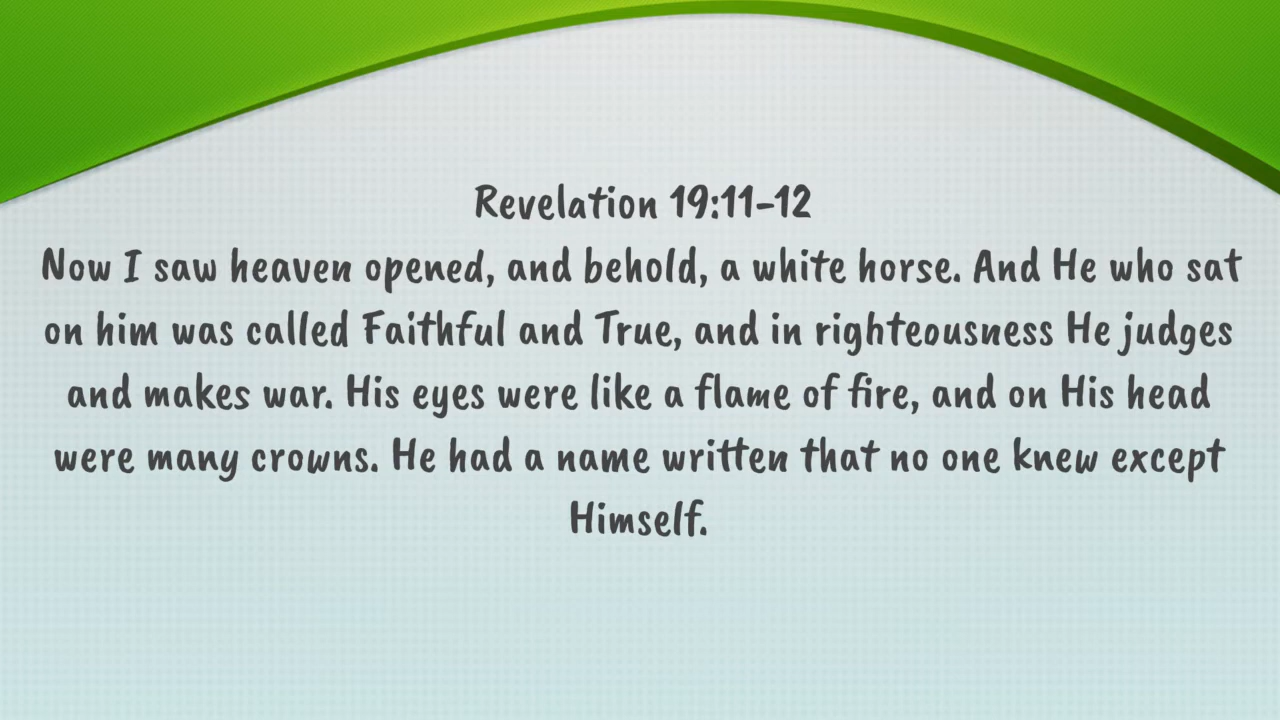 Revelation 19:11-12
Now I saw heaven opened, and behold, a white horse. And He who sat
on him was called Faithful and True, and in righteousness He judges
and makes war. His eyes were like a flame of fire, and on His head
were many crowns. He had a name written that no one knew except
Himself.